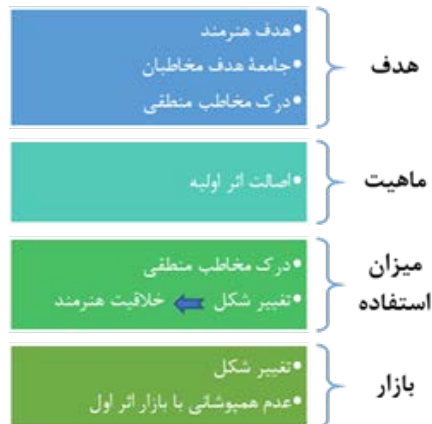 هدف
•هدف هنرمند
•جامعهٔ هدف مخاطبان
•درک مخاطب منطقی
ماهیت
•اصالت اثر اولیه
میزان
استفاده
•درک مخاطب منطقی
•تغییر شکل خلاقیت هنرمند
بازار
•تغییر شکل
•عدم همپوشانی با بازار اثر اول